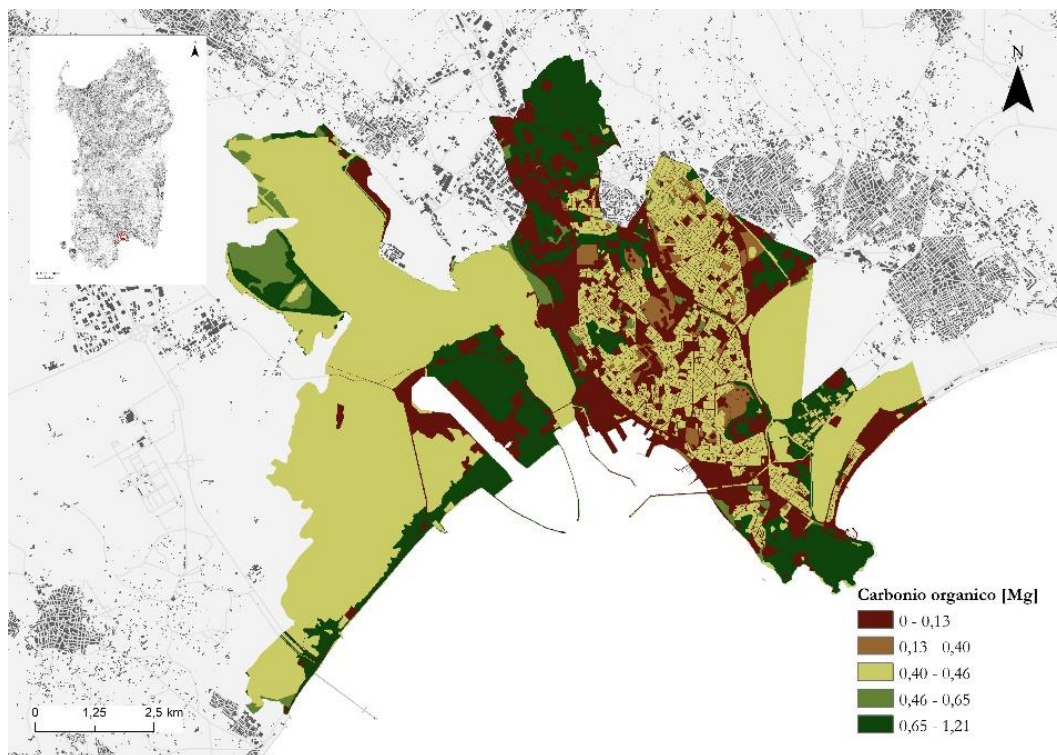 N
Carbonio organico [Mg]
0 - 0,13
0,13 - 0,40
0,40 - 0,46
0,46 - 0,65
0,65 - 1,21
0 1,25 2,5 km